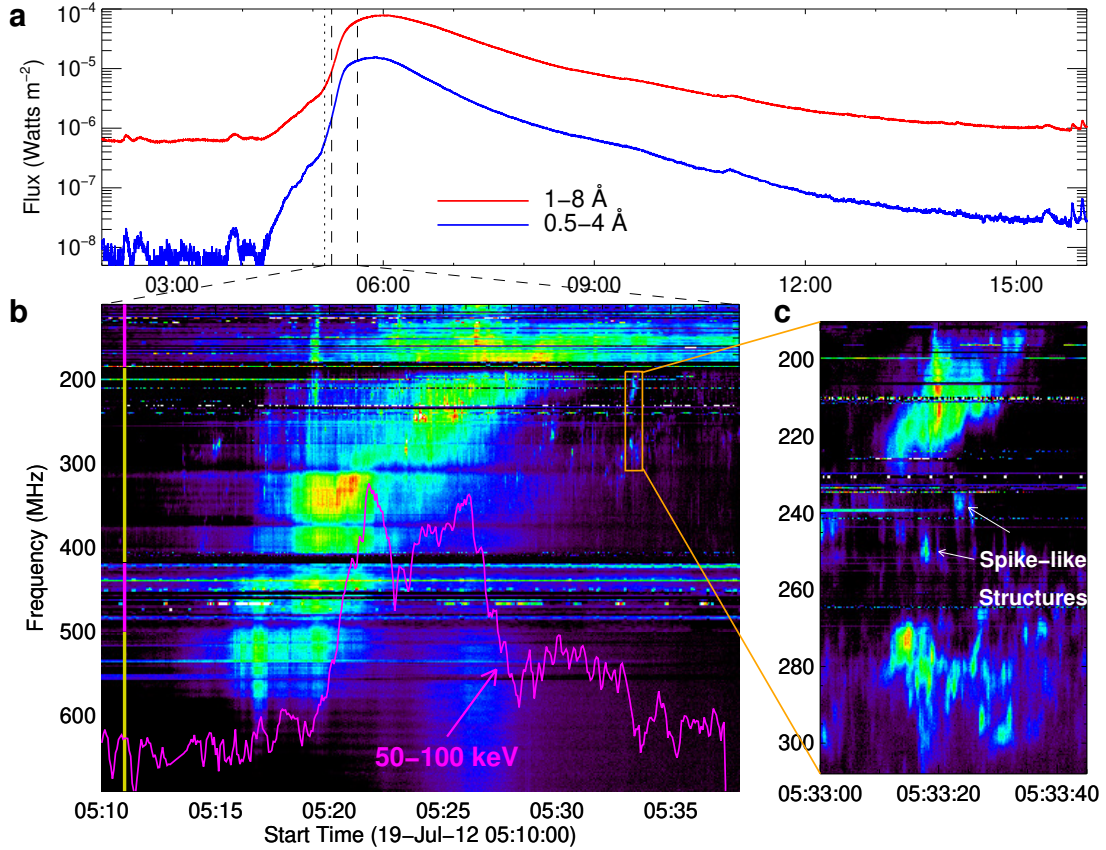 a
Flux (Watts m−2)
10−4
10−5
10−6
10−7
10−8
1−8 Å
0.5−4 Å
03:00
06:00
09:00
12:00
15:00
b
Frequency (MHz)
200
300
400
500
600
50−100 keV
05:10
05:15
05:20
05:25
05:30
05:35
Start Time (19−Jul−12 05:10:00)
c
200
220
240
260
280
300
Spike−like
Structures
05:33:00
05:33:20
05:33:40